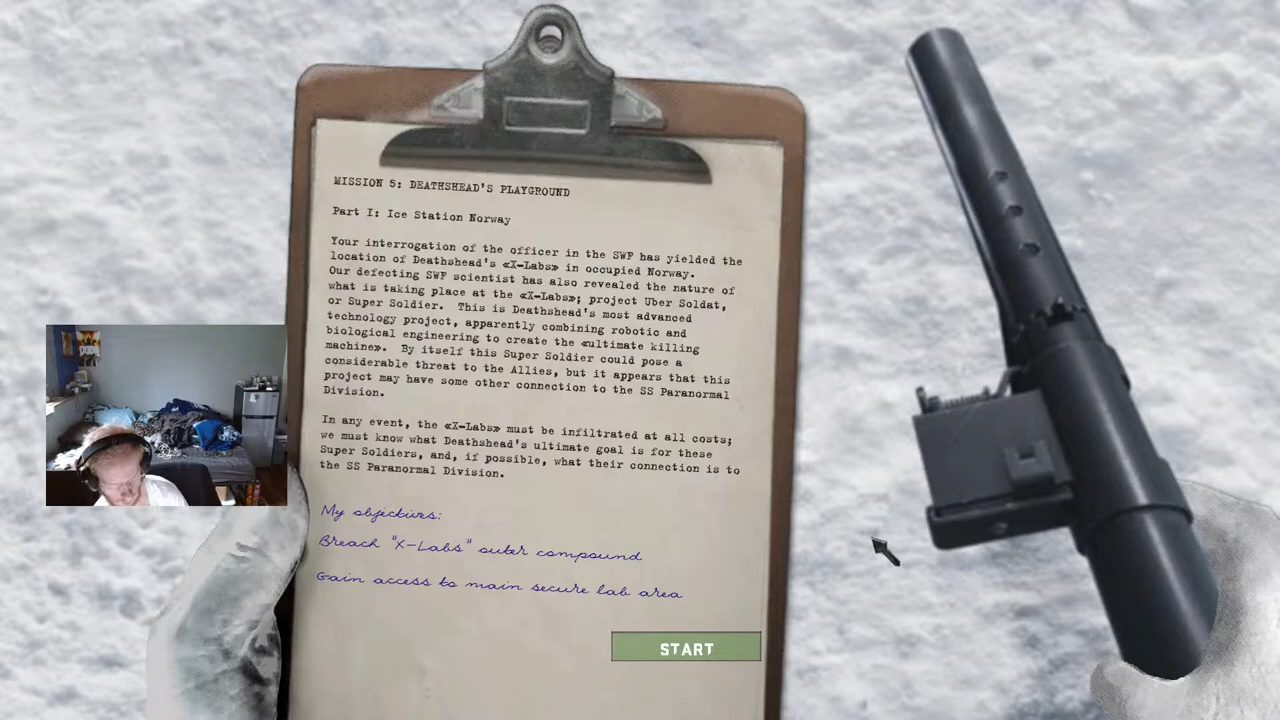 MISSION 5: DEATHSHEAD'S PLAYGROUND
Part I: Ice Station Norway
Your interrogation of the officer in the SWF has yielded the
location of Deathshead's «X-Labs» in occupied Norway.
Our defecting SWF scientist has also revealed the nature of
what is taking place at the «X-Labs»; project Uber Soldat,
or Super Soldier. This is Deathshead's most advanced
technology project, apparently combining robotic and
biological engineering to create the «ultimate killing
machine». By itself this Super Soldier could pose a
considerable threat to the Allies, but it appears that this
project may have some other connection to the SS Paranormal
Division.
In any event, the «X-Labs» must be infiltrated at all costs;
we must know what Deathshead's ultimate goal is for these
Super Soldiers, and, if possible, what their connection is to
the SS Paranormal Division.
My objectives:
Breach "X-Labs" outer compound
Gain access to main secure lab area
START